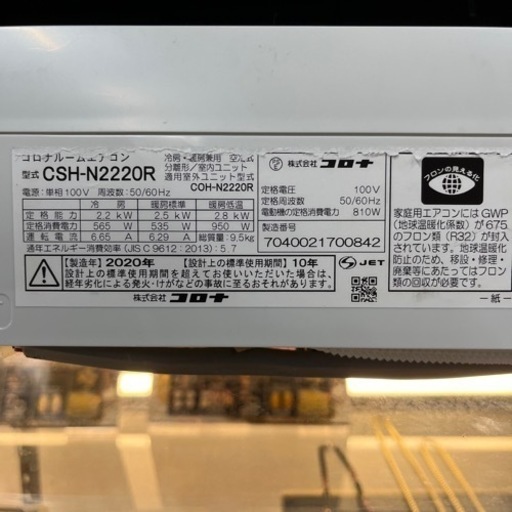 コロナルームエアコン
冷房・暖房兼用 空冷式
分離形/室内ユニット
型式 CSH-N2220R
適用室外ユニット型式
電源:単相100V 周波数:50/60Hz
COH-N2220R
冷房 暖房標準 暖房低温
定格能力 2.2kW 2.5kW 2.8kW
定格消費電力 565W 535W 950W
運転電流 6.65A 6.29A 総質量:9.5kg
通年エネルギー消費効率(JIS C 9612:2013):5.7
株式会社 コロナ
定格電圧 100V
定格周波数 50/60Hz
電動機の定格消費電力 810W
製造番号
7040021700842
【製造年】2020年 【設計上の標準使用期間】10年
設計上の標準使用期間を超えてお使いいただいた場合は、
経年劣化による発火・けがなどの事故に至るおそれがあります。
株式会社 コロナ
JET
フロンの見える化
家庭用エアコンにはGWP
(地球温暖化係数)が675
のフロン類(R32)が封入
されています。地球温暖化
防止のため、移設・修理・
廃棄等にあたってはフロン
類の回収が必要です。
—紙—